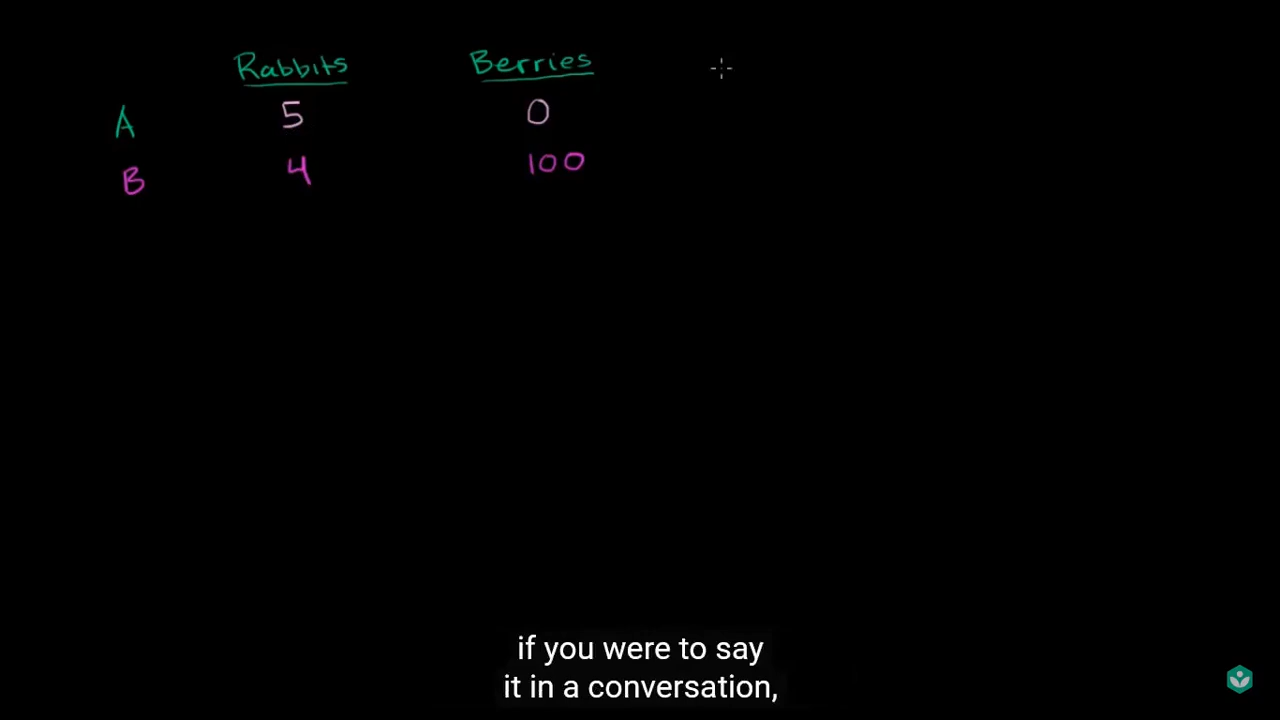 Rabbits Berries
A 5 0
B 4 100
if you were to say
it in a conversation,